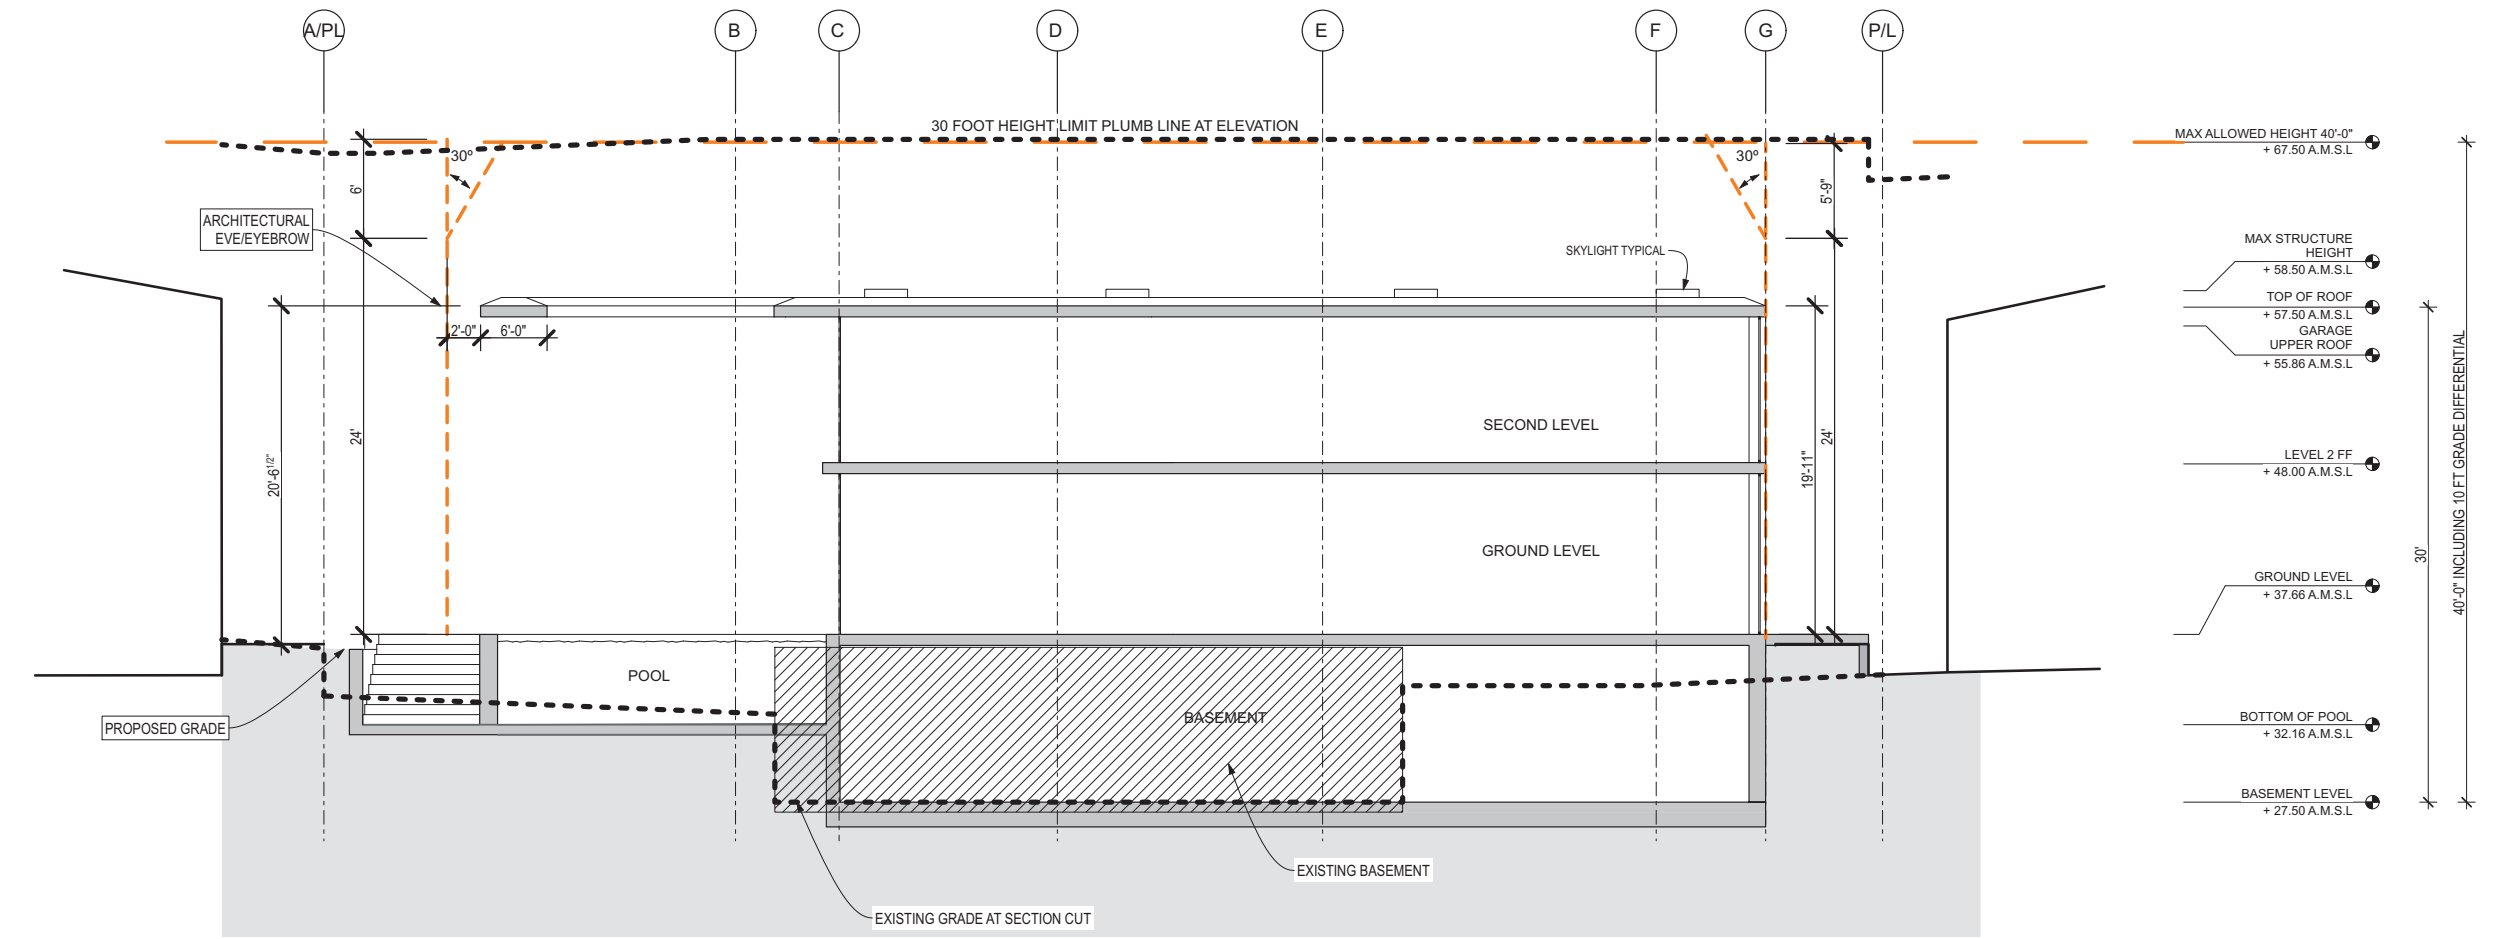 A/PL
B
C
D
E
F
G
P/L
30 FOOT HEIGHT LIMIT PLUMB LINE AT ELEVATION
MAX ALLOWED HEIGHT 40'-0"
+ 67.50 A.M.S.L
30º
30º
6'
5'-9"
ARCHITECTURAL
EVE/EYEBROW
SKYLIGHT TYPICAL
MAX STRUCTURE
HEIGHT
+ 58.50 A.M.S.L
TOP OF ROOF
+ 57.50 A.M.S.L
GARAGE
UPPER ROOF
+ 55.86 A.M.S.L
2'-0"
6'-0"
SECOND LEVEL
24'
24'
20'-6 1/2"
19'-11"
LEVEL 2 FF
+ 48.00 A.M.S.L
40'-0" INCLUDING 10 FT GRADE DIFFERENTIAL
30'
GROUND LEVEL
GROUND LEVEL
+ 37.66 A.M.S.L
POOL
PROPOSED GRADE
BASEMENT
BOTTOM OF POOL
+ 32.16 A.M.S.L
BASEMENT LEVEL
+ 27.50 A.M.S.L
EXISTING BASEMENT
EXISTING GRADE AT SECTION CUT